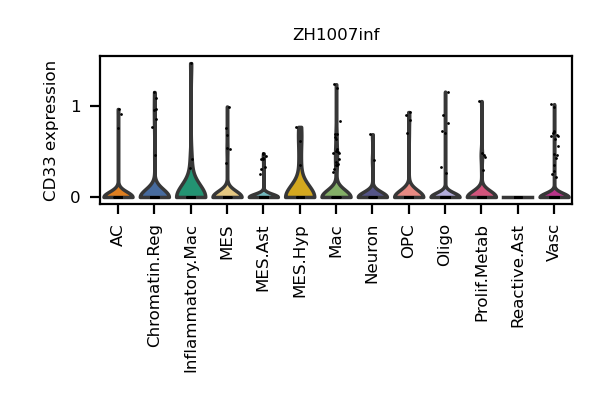 ZH1007inf
CD33 expression
1
0
AC
Chromatin.Reg
Inflammatory.Mac
MES
MES.Ast
MES.Hyp
Mac
Neuron
OPC
Oligo
Prolif.Metab
Reactive.Ast
Vasc